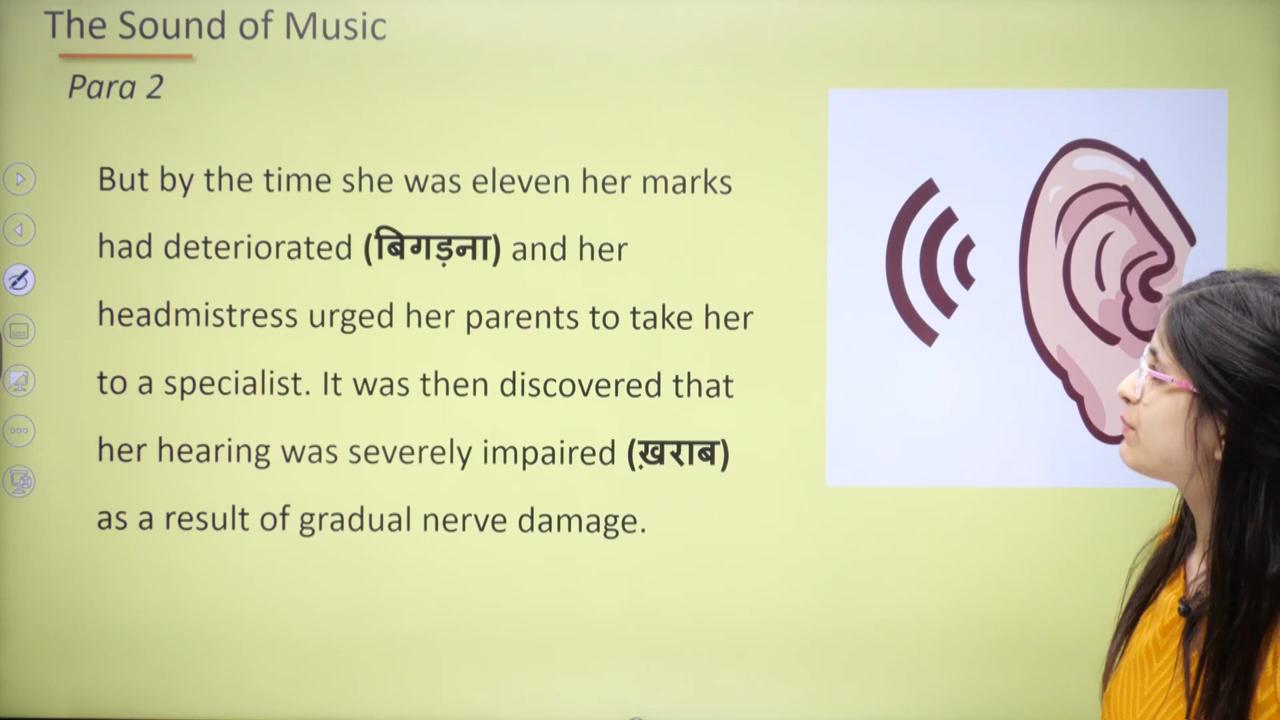 The Sound of Music
Para 2
But by the time she was eleven her marks
had deteriorated (बिगड़ना) and her
headmistress urged her parents to take her
to a specialist. It was then discovered that
her hearing was severely impaired (ख़राब)
as a result of gradual nerve damage.